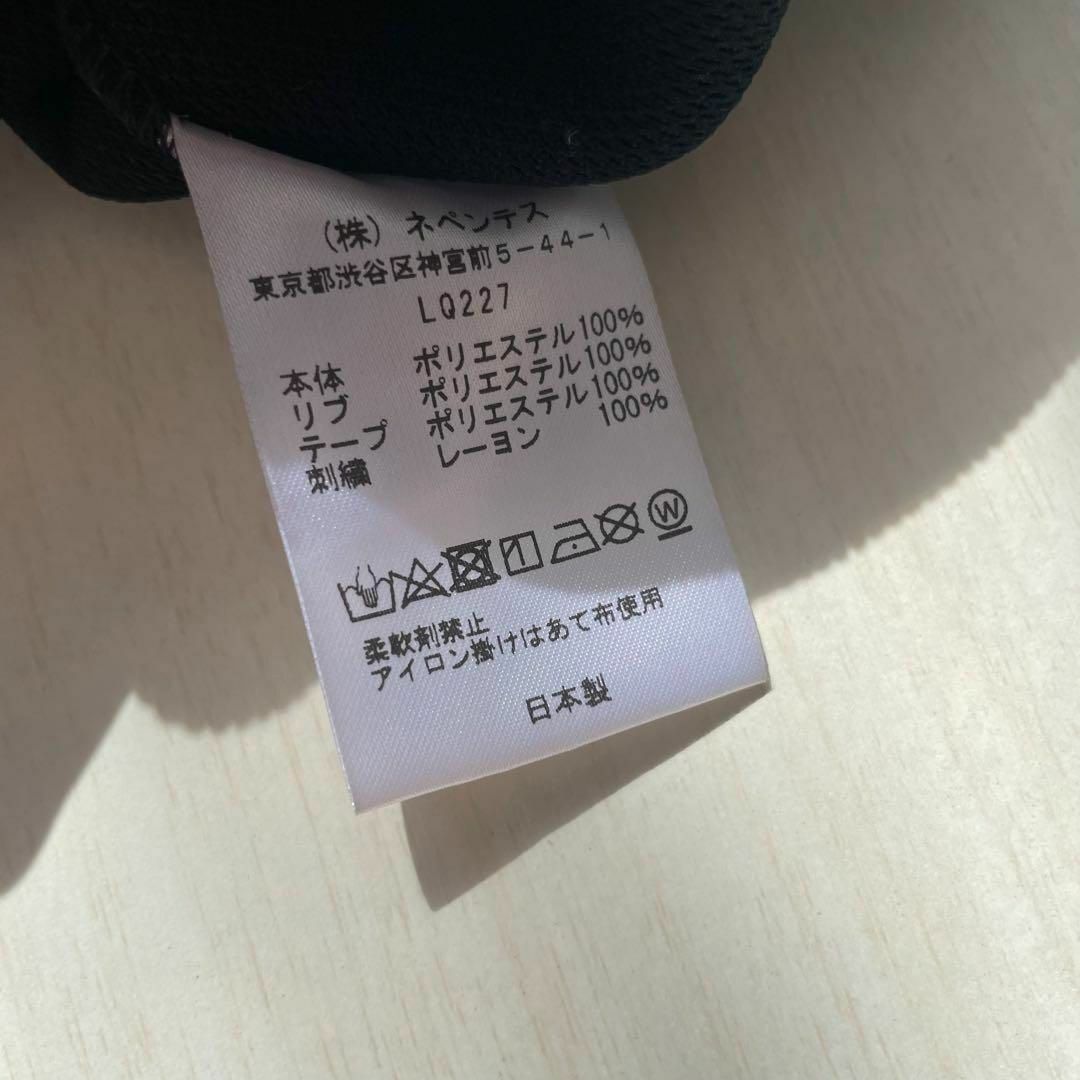 （株）ネペンテス
東京都渋谷区神宮前5-44-1
LQ227
本体 ポリエステル100%
リブ ポリエステル100%
テープ ポリエステル100%
刺繍 レーヨン 100%
W
柔軟剤禁止
アイロン掛けはあて布使用
日本製